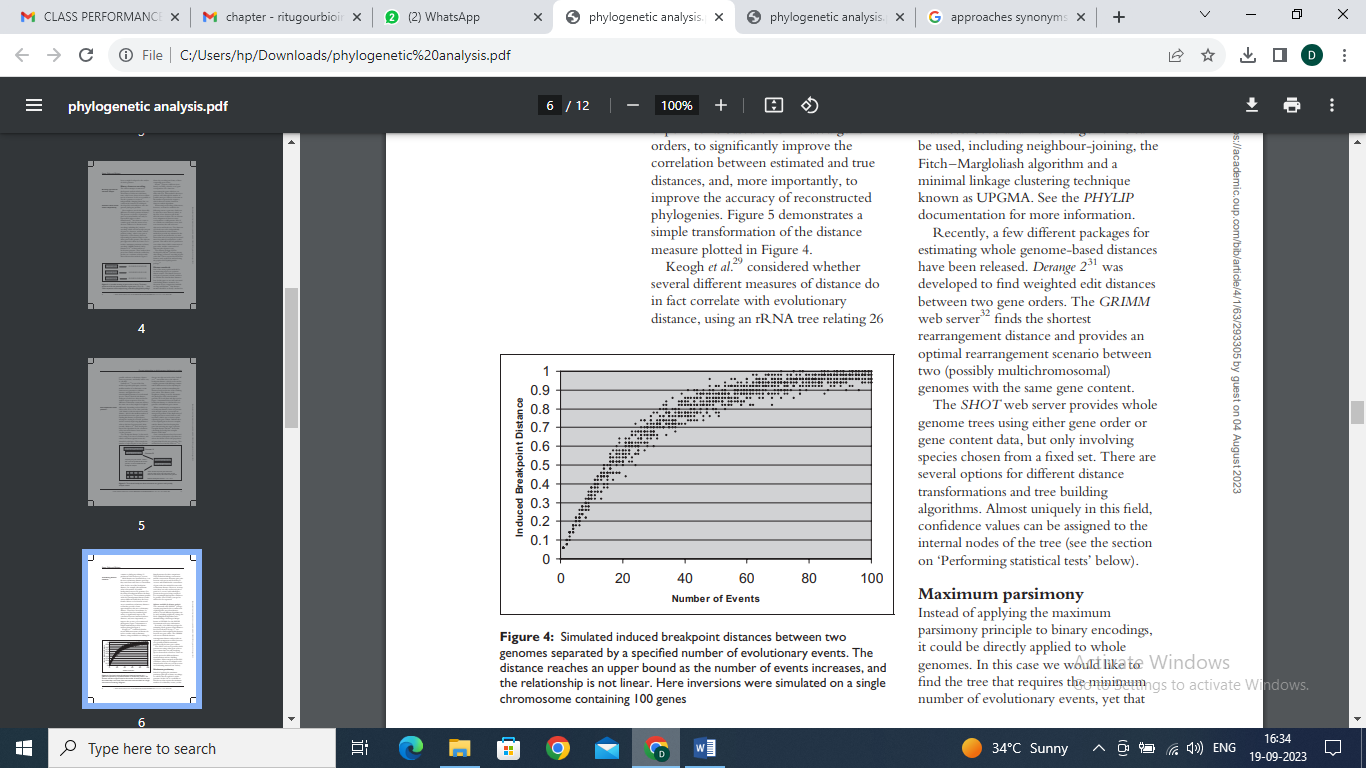 CLASS PERFORMANCE
chapter - ritugourbioin
(2) WhatsApp
phylogenetic analysis.
phylogenetic analysis.
approaches synonyms
File
C:/Users/hp/Downloads/phylogenetic%20analysis.pdf
D
phylogenetic analysis.pdf
6 / 12
100%
4
5
6
orders, to significantly improve the
correlation between estimated and true
distances, and, more importantly, to
improve the accuracy of reconstructed
phylogenies. Figure 5 demonstrates a
simple transformation of the distance
measure plotted in Figure 4.
Keogh et al.29 considered whether
several different measures of distance do
in fact correlate with evolutionary
distance, using an rRNA tree relating 26
1
0.9
0.8
0.7
0.6
0.5
0.4
0.3
0.2
0.1
0
Induced Breakpoint Distance
0 20 40 60 80 100
Number of Events
Figure 4: Simulated induced breakpoint distances between two
genomes separated by a specified number of evolutionary events. The
distance reaches an upper bound as the number of events increases, and
the relationship is not linear. Here inversions were simulated on a single
chromosome containing 100 genes
be used, including neighbour-joining, the
Fitch–Margloliash algorithm and a
minimal linkage clustering technique
known as UPGMA. See the PHYLIP
documentation for more information.
Recently, a few different packages for
estimating whole genome-based distances
have been released. Derange 231 was
developed to find weighted edit distances
between two gene orders. The GRIMM
web server32 finds the shortest
rearrangement distance and provides an
optimal rearrangement scenario between
two (possibly multichromosomal)
genomes with the same gene content.
The SHOT web server provides whole
genome trees using either gene order or
gene content data, but only involving
species chosen from a fixed set. There are
several options for different distance
transformations and tree building
algorithms. Almost uniquely in this field,
confidence values can be assigned to the
internal nodes of the tree (see the section
on ‘Performing statistical tests’ below).
Maximum parsimony
Instead of applying the maximum
parsimony principle to binary encodings,
it could be directly applied to whole
genomes. In this case we would like to
find the tree that requires the minimum
number of evolutionary events, yet that
s://academic.oup.com/bib/article/4/1/63/293305 by guest on 04 August 2023
Activate Windows
Go to Settings to activate Windows.
Type here to search
34°C Sunny
ENG
16:34
19-09-2023